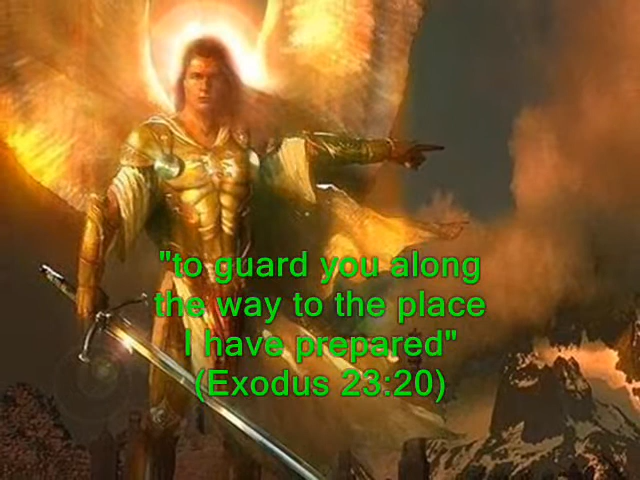 "to guard you along
the way to the place
I have prepared"
(Exodus 23:20)